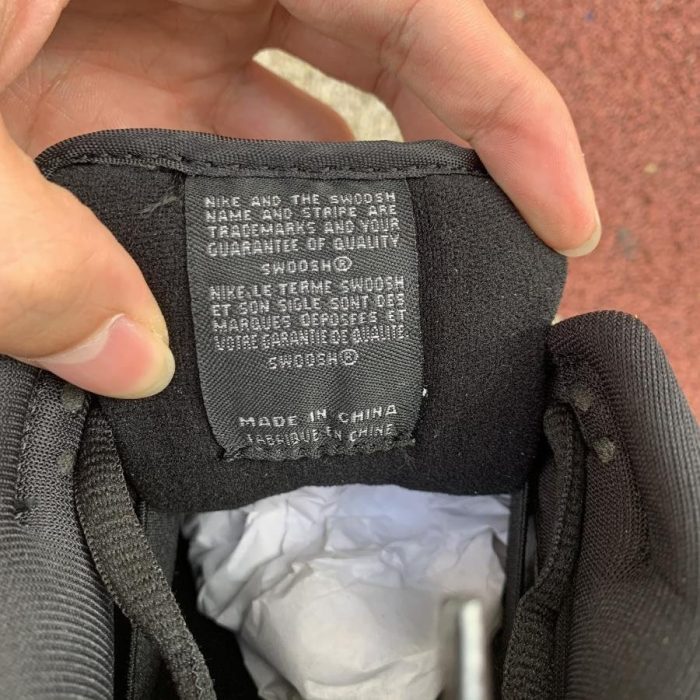 NIKE AND THE SWOOSH
NAME AND STRIPE ARE
TRADEMARKS AND YOUR
GUARANTEE OF QUALITY
SWOOSH®
NIKE, LE TERME SWOOSH
ET SON SIGLE SONT DES
MARQUES DEPOSEES ET
VOTRE GARANTIE DE QUALITE.
SWOOSH®
MADE IN CHINA
FABRIQUE EN CHINE